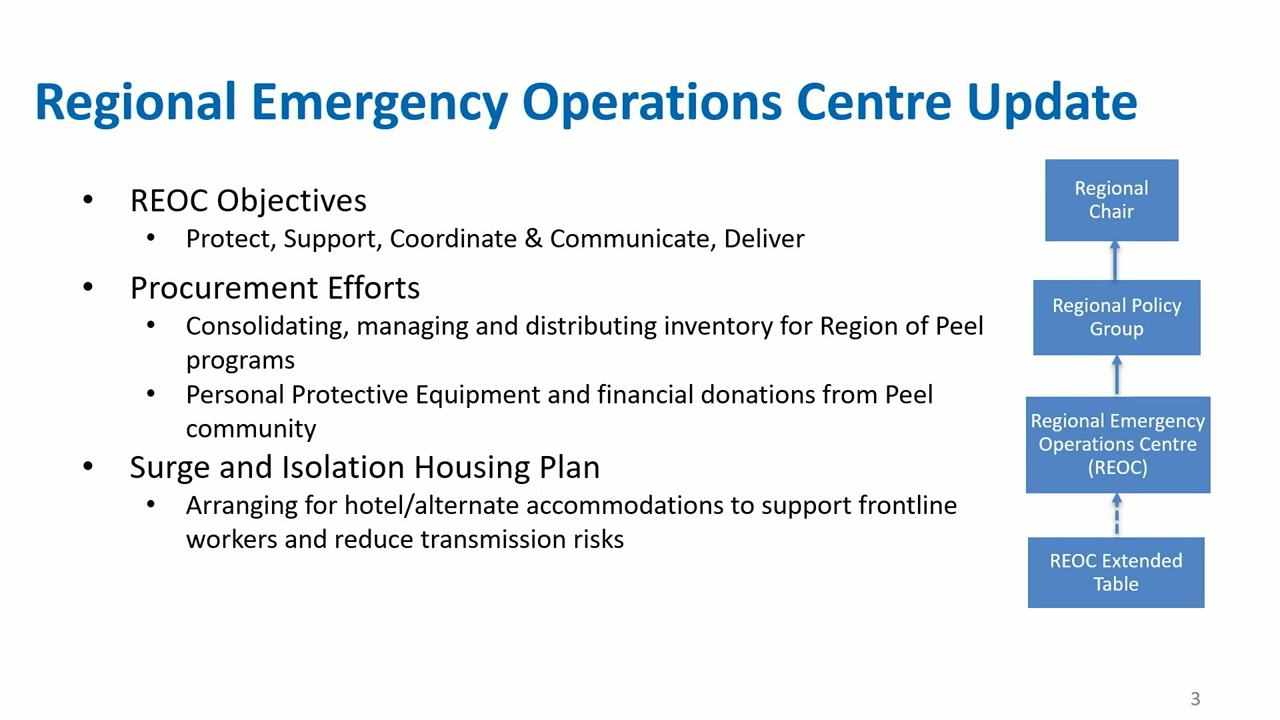 Regional Emergency Operations Centre Update
• REOC Objectives
• Protect, Support, Coordinate & Communicate, Deliver
• Procurement Efforts
• Consolidating, managing and distributing inventory for Region of Peel
programs
• Personal Protective Equipment and financial donations from Peel
community
• Surge and Isolation Housing Plan
• Arranging for hotel/alternate accommodations to support frontline
workers and reduce transmission risks
Regional
Chair
Regional Policy
Group
Regional Emergency
Operations Centre
(REOC)
REOC Extended
Table
3